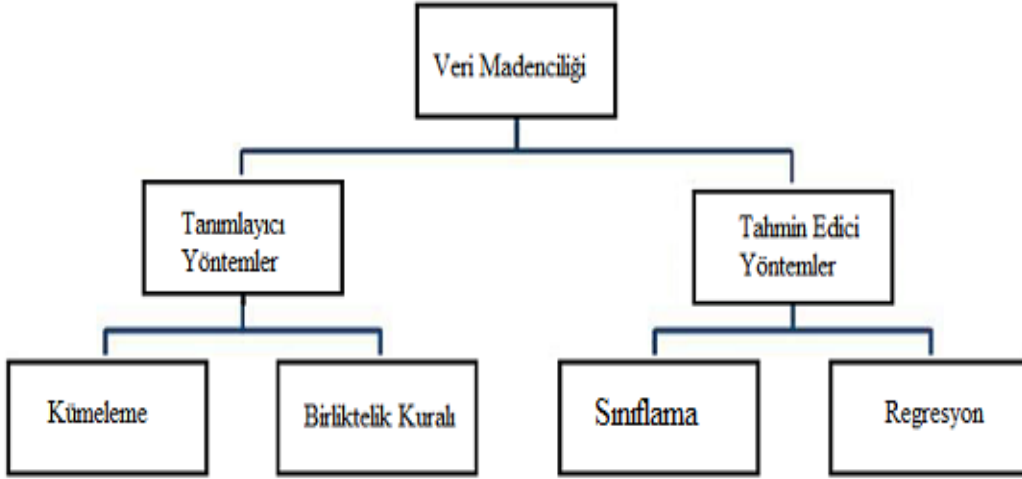 Veri Madenciliği
Tanımlayıcı
Yöntemler
Tahmin Edici
Yöntemler
Kümeleme
Birliktelik Kuralı
Sınıflama
Regresyon